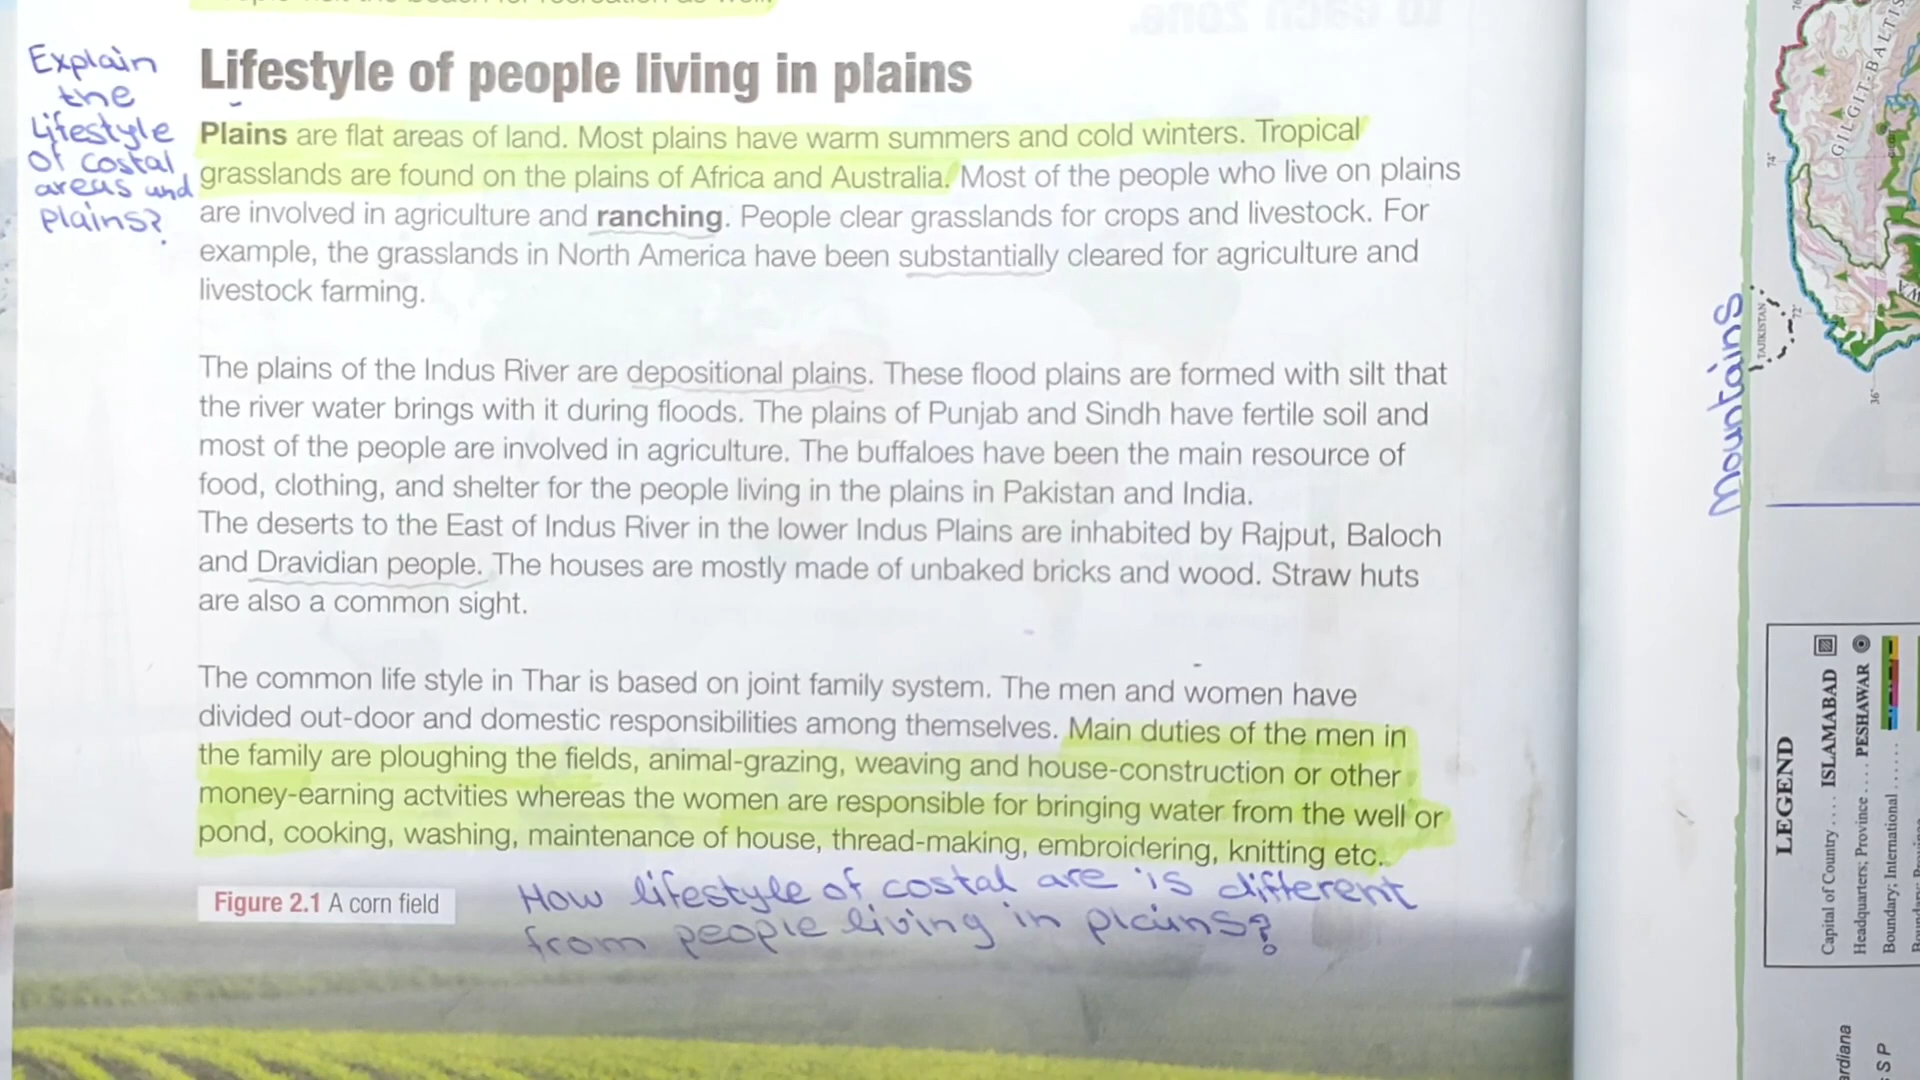 Explain
the
Lifestyle
of costal
areas and
plains?
Lifestyle of people living in plains
Plains are flat areas of land. Most plains have warm summers and cold winters. Tropical
grasslands are found on the plains of Africa and Australia. Most of the people who live on plains
are involved in agriculture and ranching. People clear grasslands for crops and livestock. For
example, the grasslands in North America have been substantially cleared for agriculture and
livestock farming.
The plains of the Indus River are depositional plains. These flood plains are formed with silt that
the river water brings with it during floods. The plains of Punjab and Sindh have fertile soil and
most of the people are involved in agriculture. The buffaloes have been the main resource of
food, clothing, and shelter for the people living in the plains in Pakistan and India.
The deserts to the East of Indus River in the lower Indus Plains are inhabited by Rajput, Baloch
and Dravidian people. The houses are mostly made of unbaked bricks and wood. Straw huts
are also a common sight.
The common life style in Thar is based on joint family system. The men and women have
divided out-door and domestic responsibilities among themselves. Main duties of the men in
the family are ploughing the fields, animal-grazing, weaving and house-construction or other
money-earning actvities whereas the women are responsible for bringing water from the well or
pond, cooking, washing, maintenance of house, thread-making, embroidering, knitting etc.
Figure 2.1 A corn field
How lifestyle of costal are is different
from people living in plains?
Mountains
GILGIT-BALTIS
TAJIKISTAN
74°
72°
36°
LEGEND
Capital of Country .... ISLAMABAD
Headquarters; Province .... PESHAWAR
Boundary; International ......